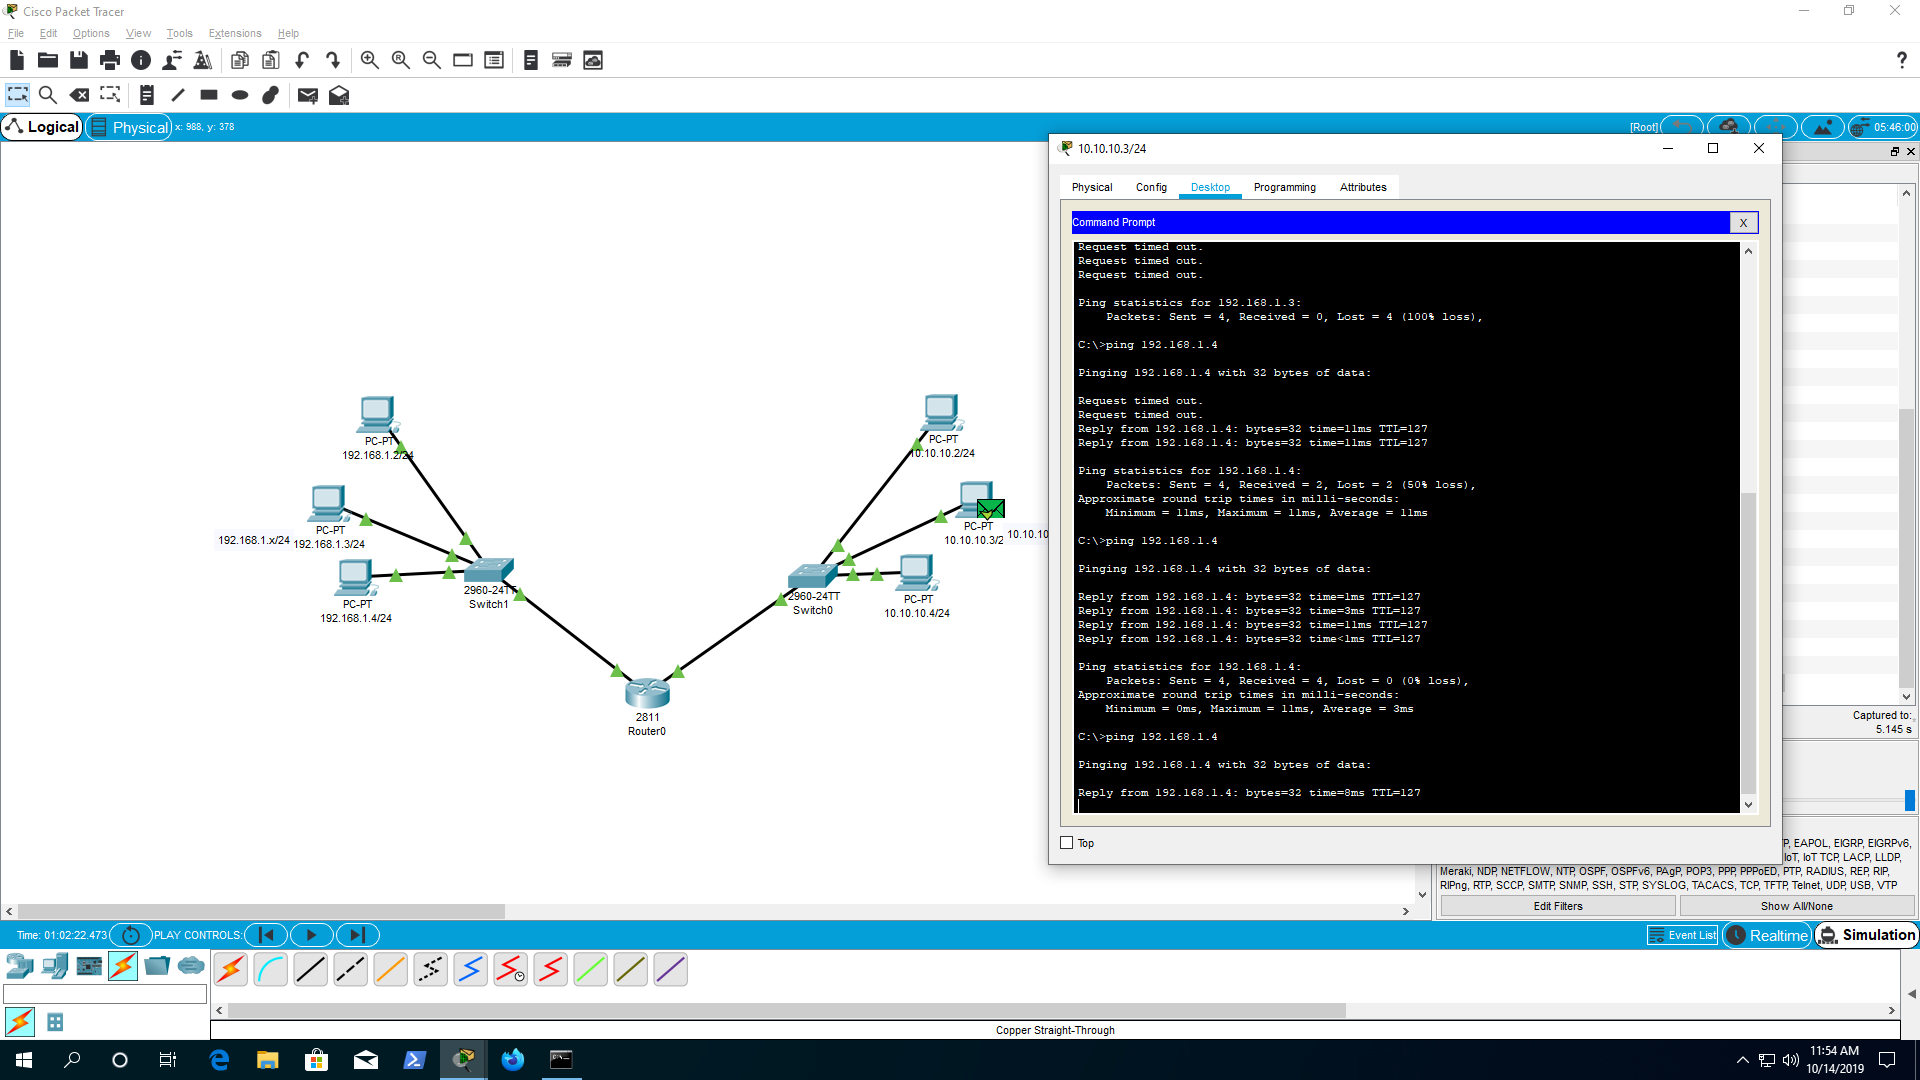 Cisco Packet Tracer
File Edit Options View Tools Extensions Help
?
Logical Physical x: 988, y: 378 [Root] 05:46:00
10.10.10.3/24
Physical Config Desktop Programming Attributes
Command Prompt X
Request timed out.
Request timed out.
Request timed out.
Ping statistics for 192.168.1.3:
Packets: Sent = 4, Received = 0, Lost = 4 (100% loss),
C:\>ping 192.168.1.4
Pinging 192.168.1.4 with 32 bytes of data:
Request timed out.
Request timed out.
Reply from 192.168.1.4: bytes=32 time=11ms TTL=127
Reply from 192.168.1.4: bytes=32 time=11ms TTL=127
Ping statistics for 192.168.1.4:
Packets: Sent = 4, Received = 2, Lost = 2 (50% loss),
Approximate round trip times in milli-seconds:
Minimum = 11ms, Maximum = 11ms, Average = 11ms
C:\>ping 192.168.1.4
Pinging 192.168.1.4 with 32 bytes of data:
Reply from 192.168.1.4: bytes=32 time=1ms TTL=127
Reply from 192.168.1.4: bytes=32 time=3ms TTL=127
Reply from 192.168.1.4: bytes=32 time=11ms TTL=127
Reply from 192.168.1.4: bytes=32 time<1ms TTL=127
Ping statistics for 192.168.1.4:
Packets: Sent = 4, Received = 4, Lost = 0 (0% loss),
Approximate round trip times in milli-seconds:
Minimum = 0ms, Maximum = 11ms, Average = 3ms
C:\>ping 192.168.1.4
Pinging 192.168.1.4 with 32 bytes of data:
Reply from 192.168.1.4: bytes=32 time=8ms TTL=127
Top
PC-PT
192.168.1.2/24
PC-PT
192.168.1.3/24
192.168.1.x/24
PC-PT
192.168.1.4/24
2960-24TT
Switch1
2811
Router0
2960-24TT
Switch0
PC-PT
10.10.10.2/24
PC-PT
10.10.10.3/2
10.10.10
PC-PT
10.10.10.4/24
Captured to:
5.145 s
P, EAPOL, EIGRP, EIGRPv6,
IoT, IoT TCP, LACP, LLDP,
Meraki, NDP, NETFLOW, NTP, OSPF, OSPFv6, PAgP, POP3, PPP, PPPoED, PTP, RADIUS, REP, RIP,
RIPng, RTP, SCCP, SMTP, SNMP, SSH, STP, SYSLOG, TACACS, TCP, TFTP, Telnet, UDP, USB, VTP
Edit Filters Show All/None
Time: 01:02:22.473 PLAY CONTROLS: Event List Realtime Simulation
Copper Straight-Through
11:54 AM
10/14/2019